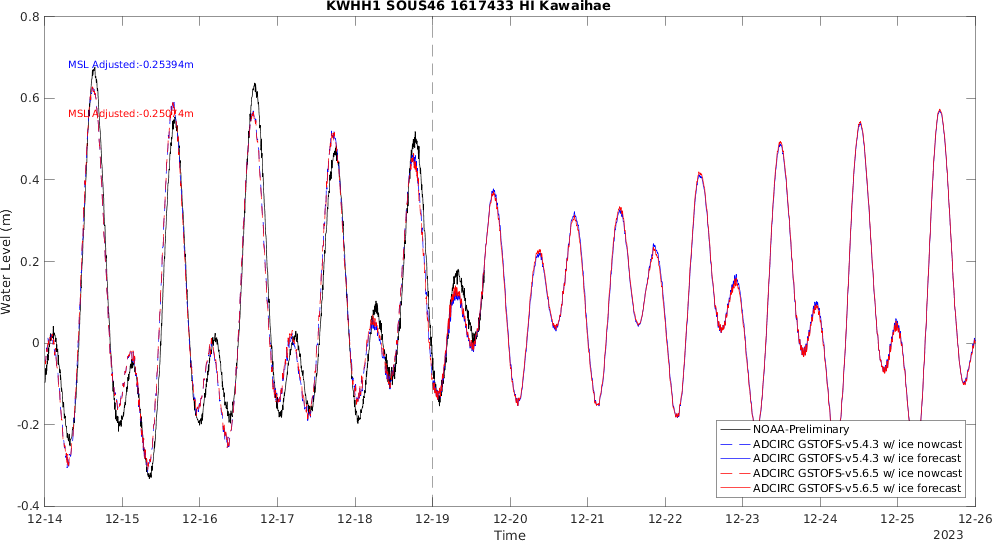 KWHH1 SOUS46 1617433 HI Kawaihae
0.8
0.6
0.4
0.2
0
-0.2
-0.4
Water Level (m)
MSL Adjusted:-0.25394m
MSL Adjusted:-0.25074m
NOAA-Preliminary
ADCIRC GSTOFS-v5.4.3 w/ ice nowcast
ADCIRC GSTOFS-v5.4.3 w/ ice forecast
ADCIRC GSTOFS-v5.6.5 w/ ice nowcast
ADCIRC GSTOFS-v5.6.5 w/ ice forecast
12-14 12-15 12-16 12-17 12-18 12-19 12-20 12-21 12-22 12-23 12-24 12-25 12-26
Time
2023